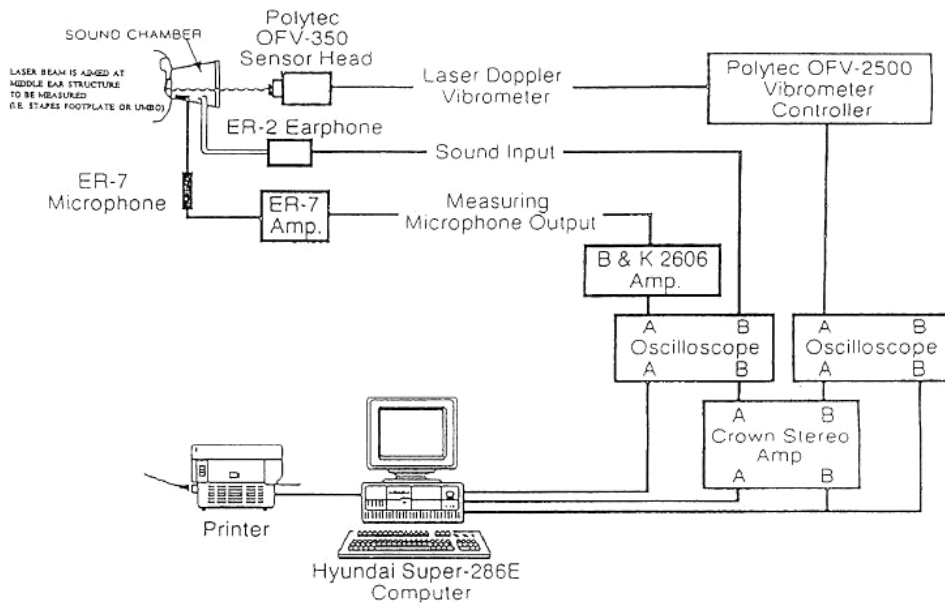 Polytec
OFV-350
Sensor Head
SOUND CHAMBER
LASER BEAM IS AIMED AT
MIDDLE EAR STRUCTURE
TO BE MEASURED
(I.E. STAPES FOOTPLATE OR UMBO)
Laser Doppler
Vibrometer
Polytec OFV-2500
Vibrometer
Controller
ER-2 Earphone
Sound Input
ER-7
Microphone
ER-7
Amp.
Measuring
Microphone Output
B & K 2606
Amp.
A B
Oscilloscope
A B
A B
Oscilloscope
A B
A B
Crown Stereo
Amp
A B
Printer
Hyundai Super-286E
Computer